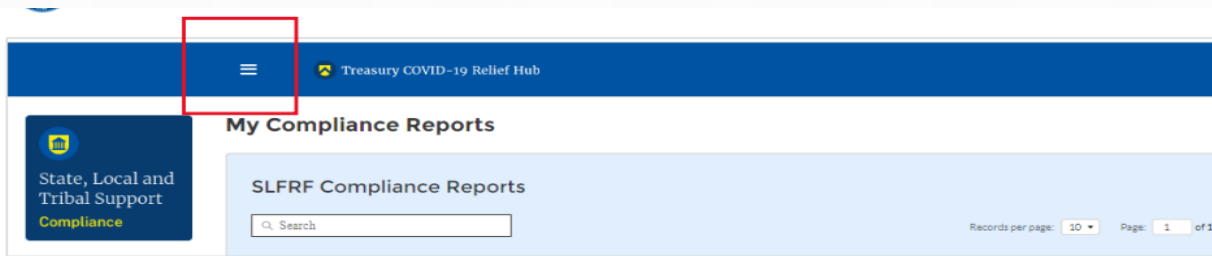 Treasury COVID-19 Relief Hub
My Compliance Reports
State, Local and
Tribal Support
Compliance
SLFRF Compliance Reports
Search
Records per page: 10 Page: 1 of 1